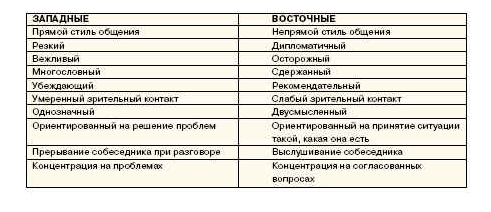 ЗАПАДНЫЕ ВОСТОЧНЫЕ
Прямой стиль общения Непрямой стиль общения
Резкий Дипломатичный
Вежливый Осторожный
Многословный Сдержанный
Убеждающий Рекомендательный
Умеренный зрительный контакт Слабый зрительный контакт
Однозначный Двусмысленный
Ориентированный на решение проблем Ориентированный на принятие ситуации
такой, какая она есть
Прерывание собеседника при разговоре Выслушивание собеседника
Концентрация на проблемах Концентрация на согласованных
вопросах